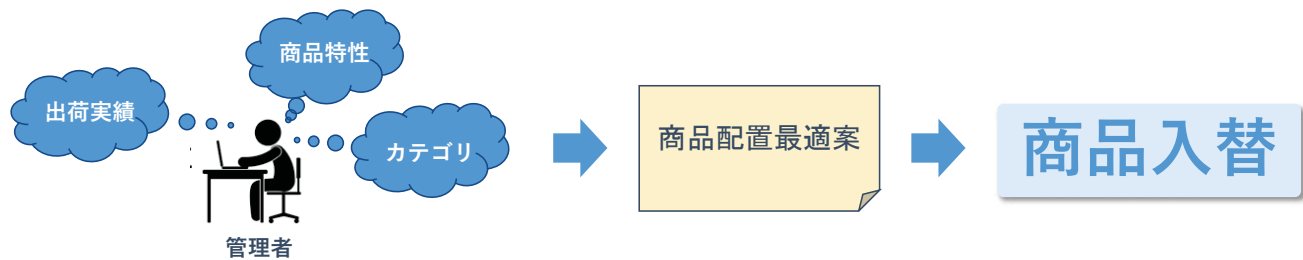 商品特性
出荷実績
カテゴリ
管理者
商品配置最適案
商品入替